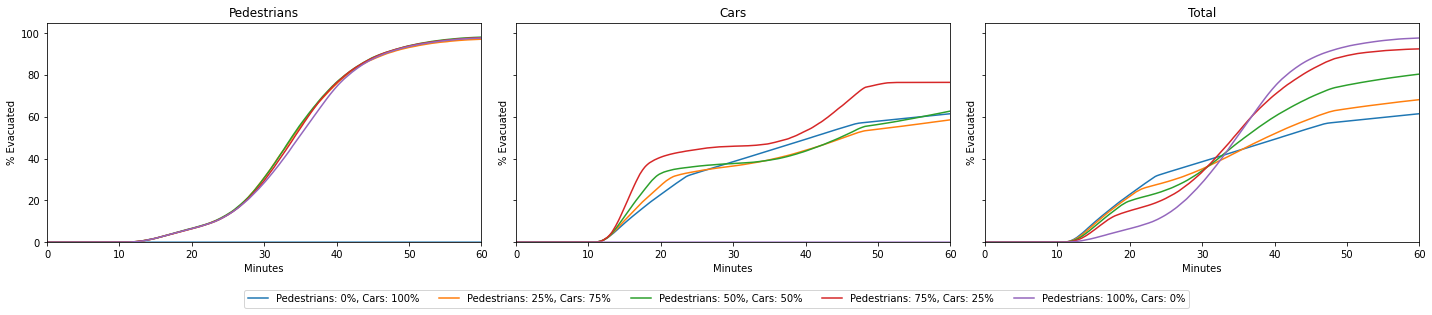 Pedestrians
Cars
Total
% Evacuated
100
80
60
40
20
0
0 10 20 30 40 50 60
Minutes
% Evacuated
0 10 20 30 40 50 60
Minutes
% Evacuated
0 10 20 30 40 50 60
Minutes
Pedestrians: 0%, Cars: 100%
Pedestrians: 25%, Cars: 75%
Pedestrians: 50%, Cars: 50%
Pedestrians: 75%, Cars: 25%
Pedestrians: 100%, Cars: 0%